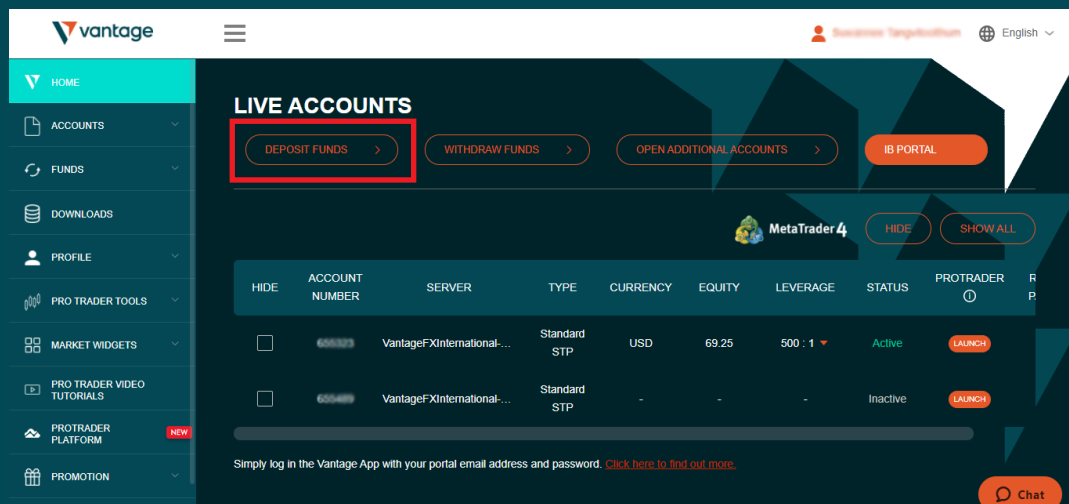 vantage
English
HOME
ACCOUNTS
FUNDS
DOWNLOADS
PROFILE
PRO TRADER TOOLS
MARKET WIDGETS
PRO TRADER VIDEO
TUTORIALS
PROTRADER
PLATFORM
NEW
PROMOTION
LIVE ACCOUNTS
DEPOSIT FUNDS
WITHDRAW FUNDS
OPEN ADDITIONAL ACCOUNTS
IB PORTAL
MetaTrader 4
HIDE
SHOW ALL
HIDE ACCOUNT NUMBER SERVER TYPE CURRENCY EQUITY LEVERAGE STATUS PROTRADER
VantageFXInternational-... Standard STP USD 69.25 500 : 1 Active LAUNCH
VantageFXInternational-... Standard STP - - - Inactive LAUNCH
Simply log in the Vantage App with your portal email address and password. Click here to find out more.
Chat